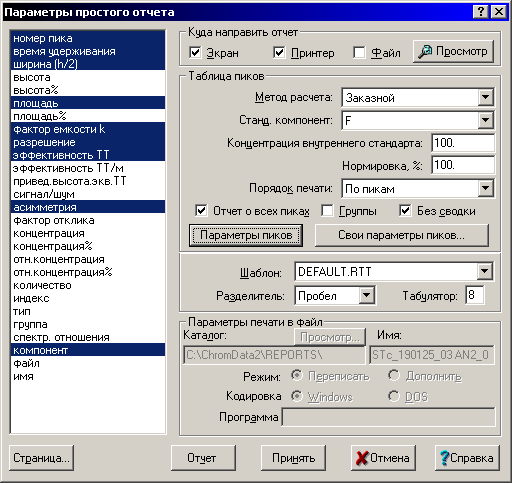 Параметры простого отчета
номер пика
время удерживания
ширина (h/2)
высота
высота%
площадь
площадь%
фактор емкости k
разрешение
эффективность ТТ
эффективность ТТ/м
привед.высота.экв.ТТ
сигнал/шум
асимметрия
фактор отклика
концентрация
концентрация%
отн.концентрация
отн.концентрация%
количество
индекс
тип
группа
спектр. отношения
компонент
файл
имя
Куда направить отчет
Экран Принтер Файл Просмотр
Таблица пиков
Метод расчета: Заказной
Станд. компонент: F
Концентрация внутреннего стандарта: 100.
Нормировка, %: 100.
Порядок печати: По пикам
Отчет о всех пиках Группы Без сводки
Параметры пиков Свои параметры пиков...
Шаблон: DEFAULT.RTT
Разделитель: Пробел Табулятор: 8
Параметры печати в файл
Каталог: Просмотр... Имя:
C:\ChromData2\REPORTS\ STc_190125_03 AN2_0
Режим: Переписать Дополнить
Кодировка Windows DOS
Программа
Страница... Отчет Принять Отмена Справка